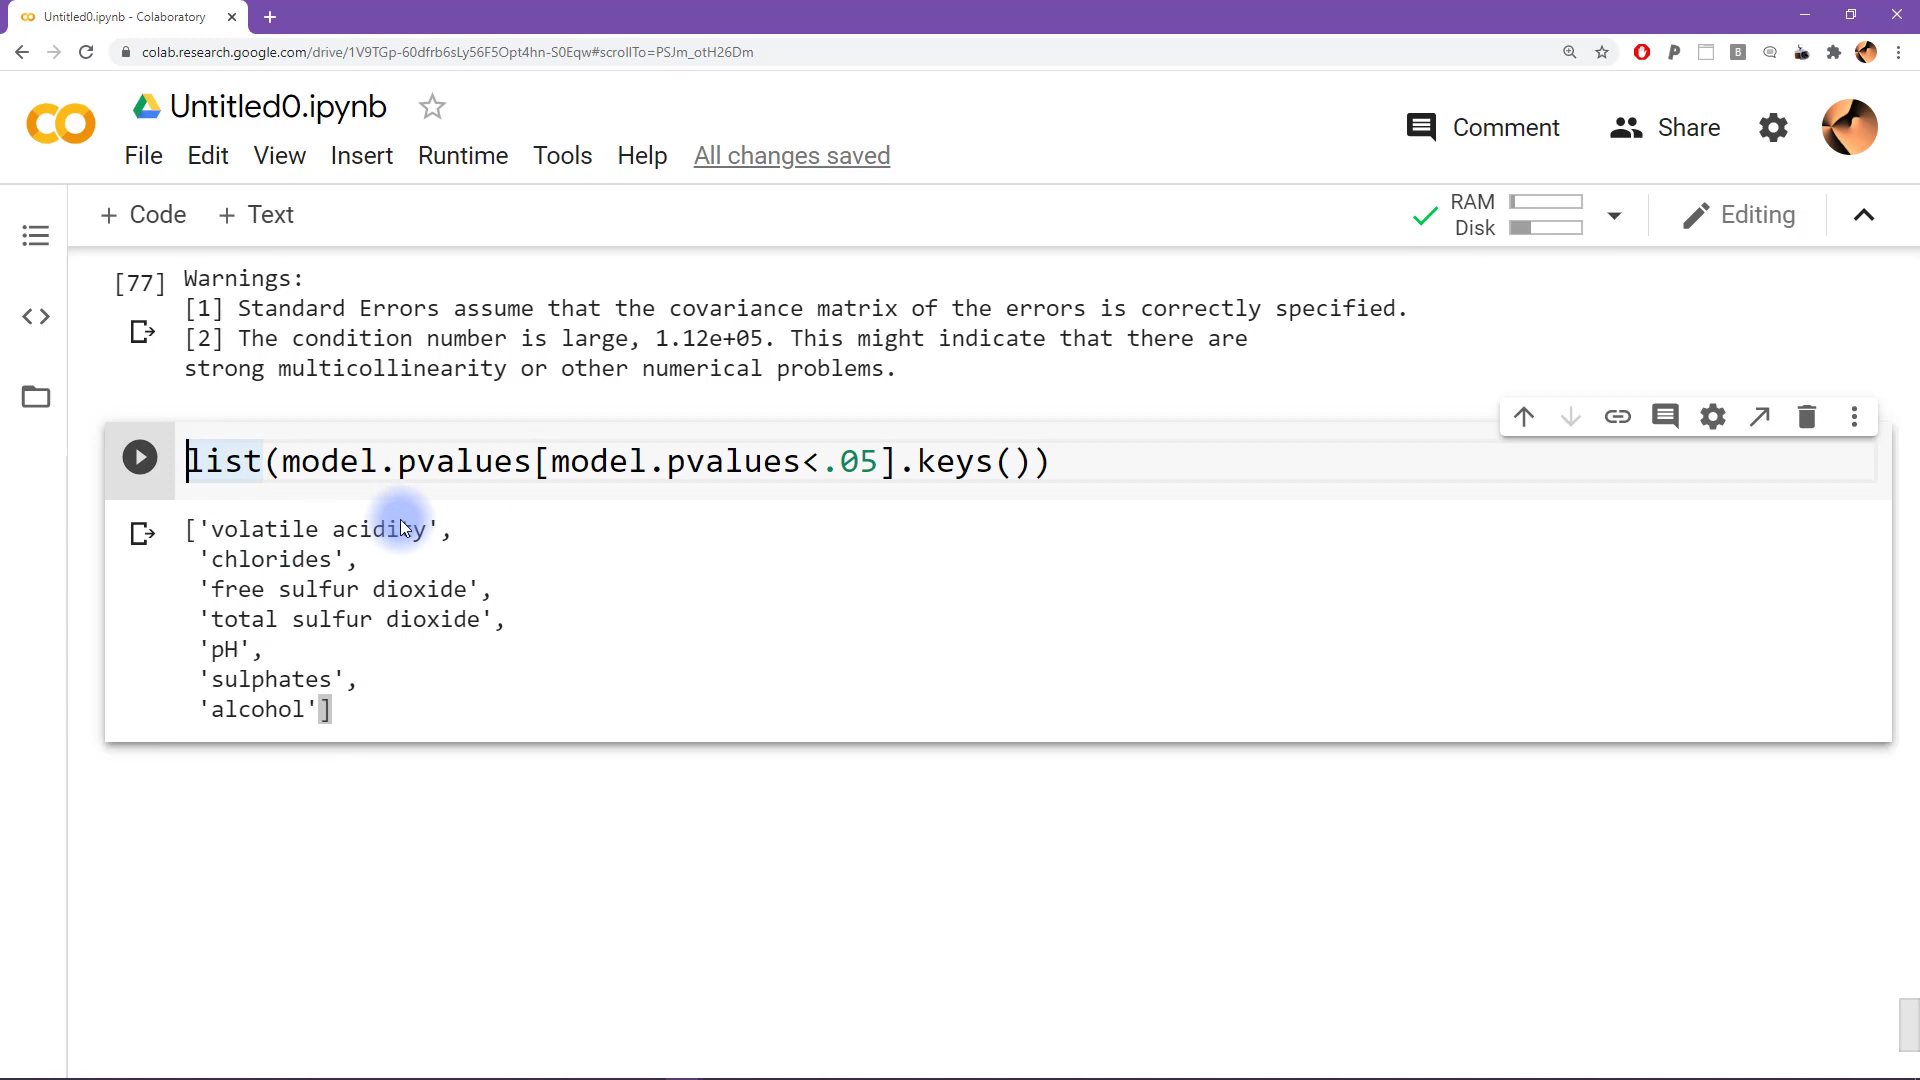 Untitled0.ipynb - Colaboratory
colab.research.google.com/drive/1V9TGp-60dfrb6sLy56F5Opt4hn-S0Eqw#scrollTo=PSJm_otH26Dm
Untitled0.ipynb
Comment
Share
File Edit View Insert Runtime Tools Help All changes saved
+ Code + Text
RAM
Disk
Editing
[77] Warnings:
[1] Standard Errors assume that the covariance matrix of the errors is correctly specified.
[2] The condition number is large, 1.12e+05. This might indicate that there are
strong multicollinearity or other numerical problems.
list(model.pvalues[model.pvalues<.05].keys())
['volatile acidity',
'chlorides',
'free sulfur dioxide',
'total sulfur dioxide',
'pH',
'sulphates',
'alcohol']